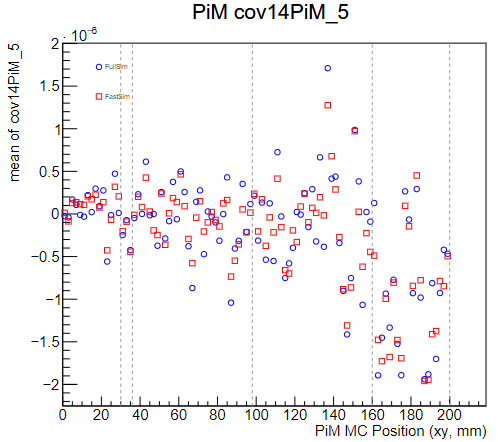 PiM cov14PiM_5
×10⁻⁶
mean of cov14PiM_5
2
1.5
1
0.5
0
−0.5
−1
−1.5
−2
FullSim
FastSim
0 20 40 60 80 100 120 140 160 180 200
PiM MC Position (xy, mm)